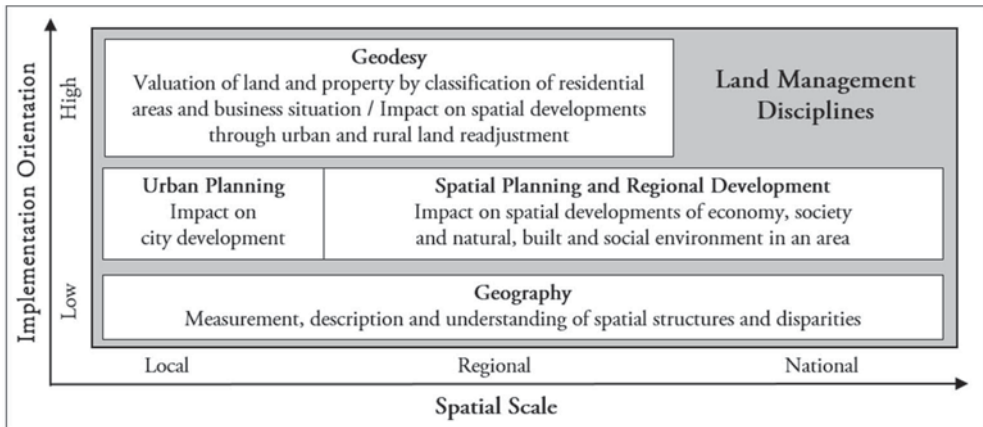 Implementation Orientation
High
Low
Geodesy
Valuation of land and property by classification of residential
areas and business situation / Impact on spatial developments
through urban and rural land readjustment
Land Management
Disciplines
Urban Planning
Impact on
city development
Spatial Planning and Regional Development
Impact on spatial developments of economy, society
and natural, built and social environment in an area
Geography
Measurement, description and understanding of spatial structures and disparities
Local
Regional
National
Spatial Scale